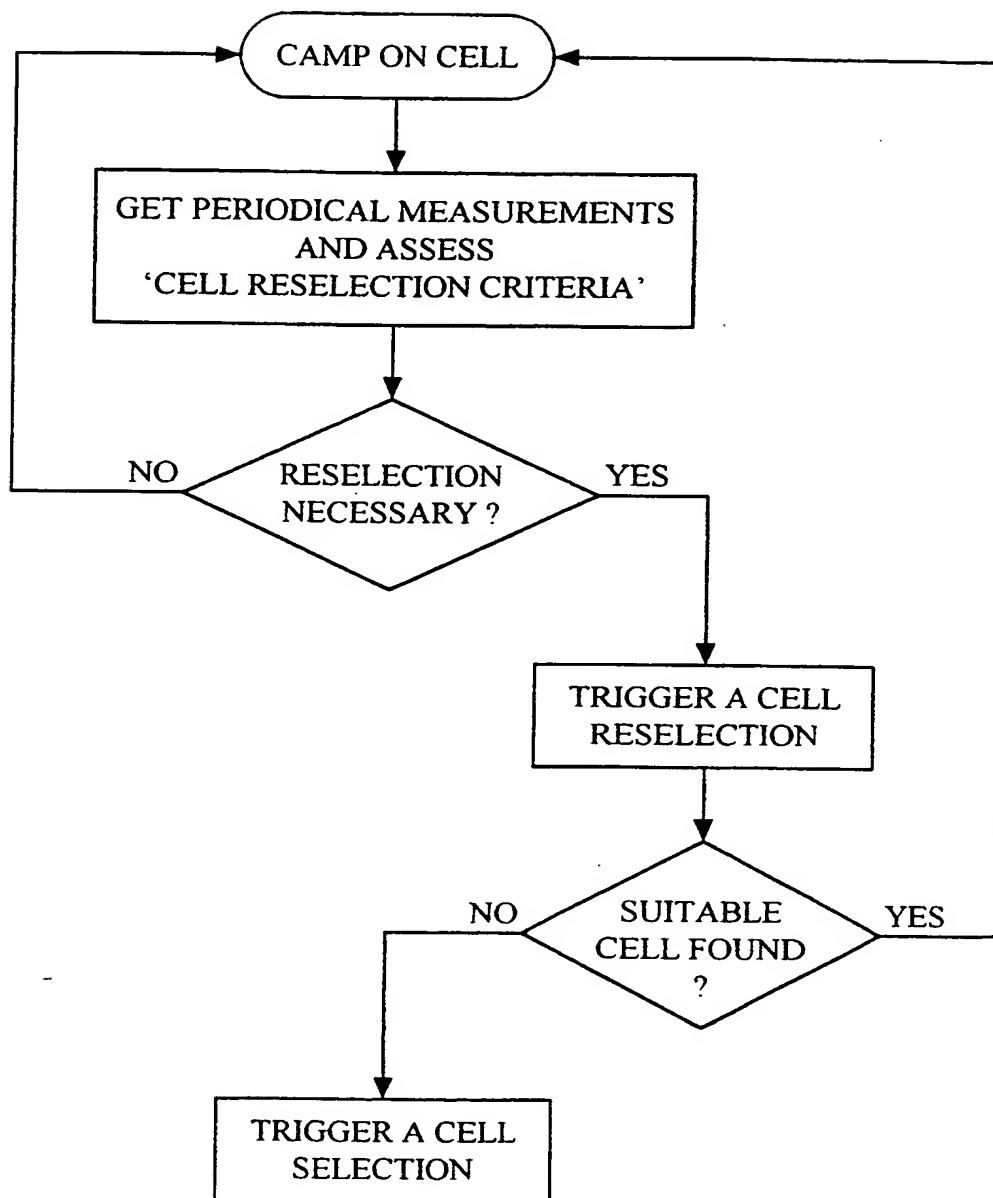 CAMP ON CELL
GET PERIODICAL MEASUREMENTS
AND ASSESS
‘CELL RESELECTION CRITERIA’
NO
RESELECTION
NECESSARY ?
YES
TRIGGER A CELL
RESELECTION
NO
SUITABLE
CELL FOUND
?
YES
TRIGGER A CELL
SELECTION